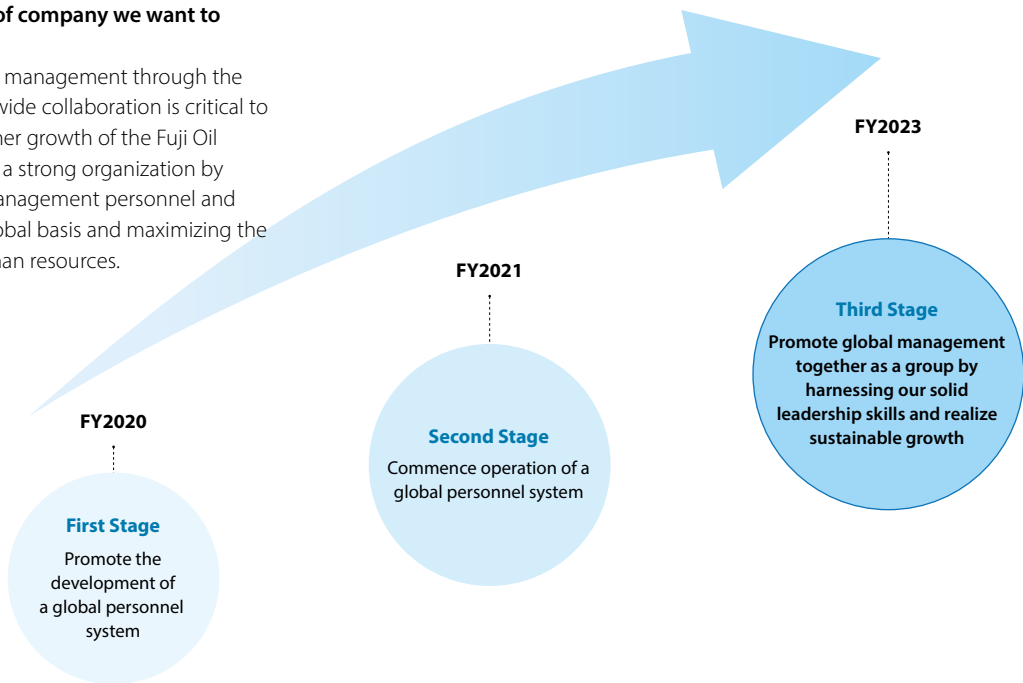 of company we want to
management through the
wide collaboration is critical to
her growth of the Fuji Oil
a strong organization by
anagement personnel and
obal basis and maximizing the
nan resources.
FY2020
First Stage
Promote the
development of
a global personnel
system
FY2021
Second Stage
Commence operation of a
global personnel system
FY2023
Third Stage
Promote global management
together as a group by
harnessing our solid
leadership skills and realize
sustainable growth